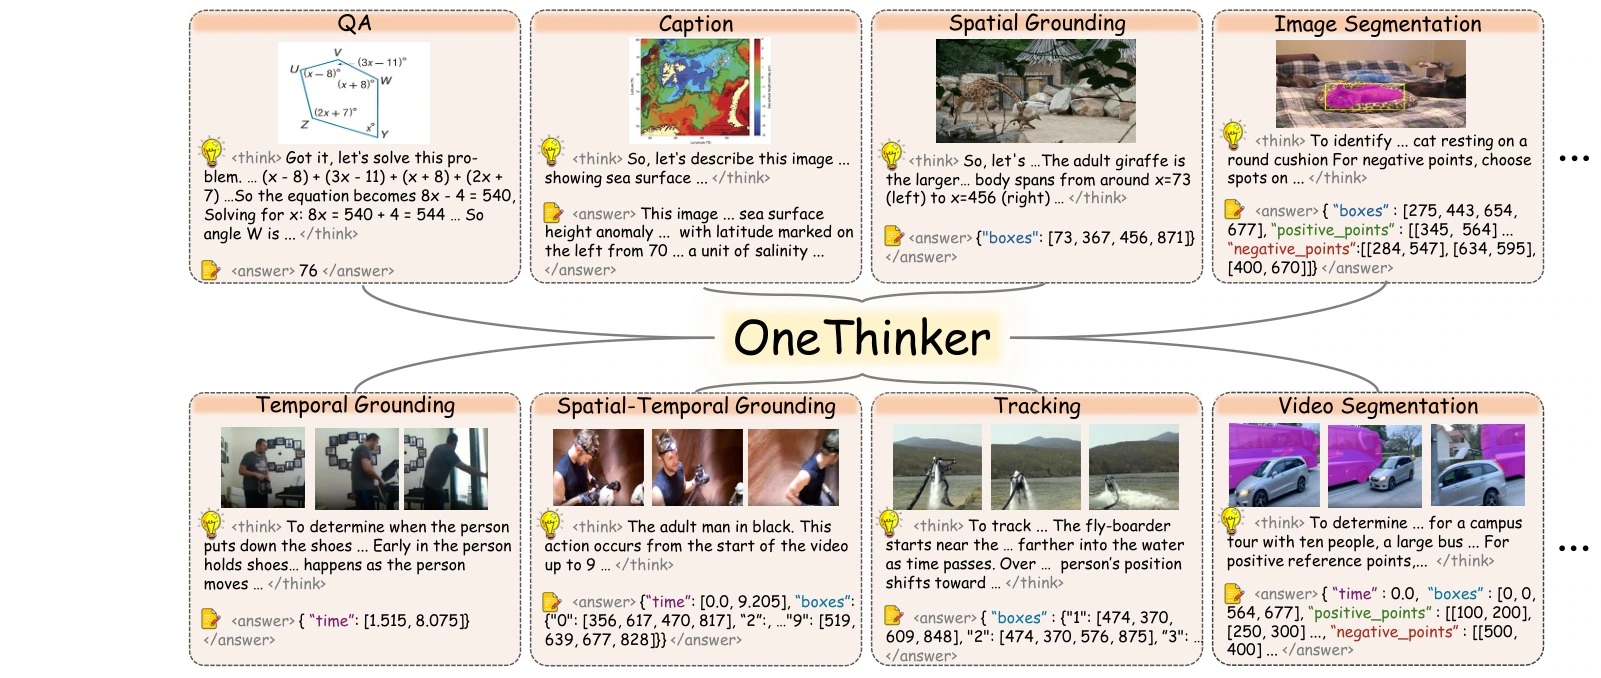 QA
V
U
(x – 8)°
(3x – 11)°
(x + 8)°
W
(2x + 7)°
Z
x°
Y
<think> Got it, let's solve this pro-
blem. ... (x - 8) + (3x - 11) + (x + 8) + (2x +
7) ...So the equation becomes 8x - 4 = 540,
Solving for x: 8x = 540 + 4 = 544 ... So
angle W is ... </think>
<answer> 76 </answer>
Caption
<think> So, let's describe this image ...
showing sea surface ... </think>
<answer> This image ... sea surface
height anomaly ... with latitude marked on
the left from 70 ... a unit of salinity ...
</answer>
Spatial Grounding
<think> So, let's ...The adult giraffe is
the larger... body spans from around x=73
(left) to x=456 (right) ... </think>
<answer> {"boxes": [73, 367, 456, 871]}
</answer>
Image Segmentation
<think> To identify ... cat resting on a
round cushion For negative points, choose
spots on ... </think>
<answer> { “boxes” : [275, 443, 654,
677], “positive_points” : [[345, 564] ...
“negative_points”:[[284, 547], [634, 595],
[400, 670]]} </answer>
...
OneThinker
Temporal Grounding
<think> To determine when the person
puts down the shoes ... Early in the person
holds shoes... happens as the person
moves ... </think>
<answer> { “time”: [1.515, 8.075]}
</answer>
Spatial-Temporal Grounding
<think> The adult man in black. This
action occurs from the start of the video
up to 9 ... </think>
<answer> {“time”: [0.0, 9.205], “boxes”:
{"0": [356, 617, 470, 817], “2”:, ..."9": [519,
639, 677, 828]}} </answer>
Tracking
<think> To track ... The fly-boarder
starts near the ... farther into the water
as time passes. Over ... person’s position
shifts toward ... </think>
<answer> { “boxes” : {"1": [474, 370,
609, 848], "2": [474, 370, 576, 875], "3": ...
</answer>
Video Segmentation
<think> To determine ... for a campus
tour with ten people, a large bus ... For
positive reference points,... </think>
<answer> { “time” : 0.0, “boxes” : [0, 0,
564, 677], “positive_points” : [[100, 200],
[250, 300] ..., “negative_points” : [[500,
400] ... </answer>
...